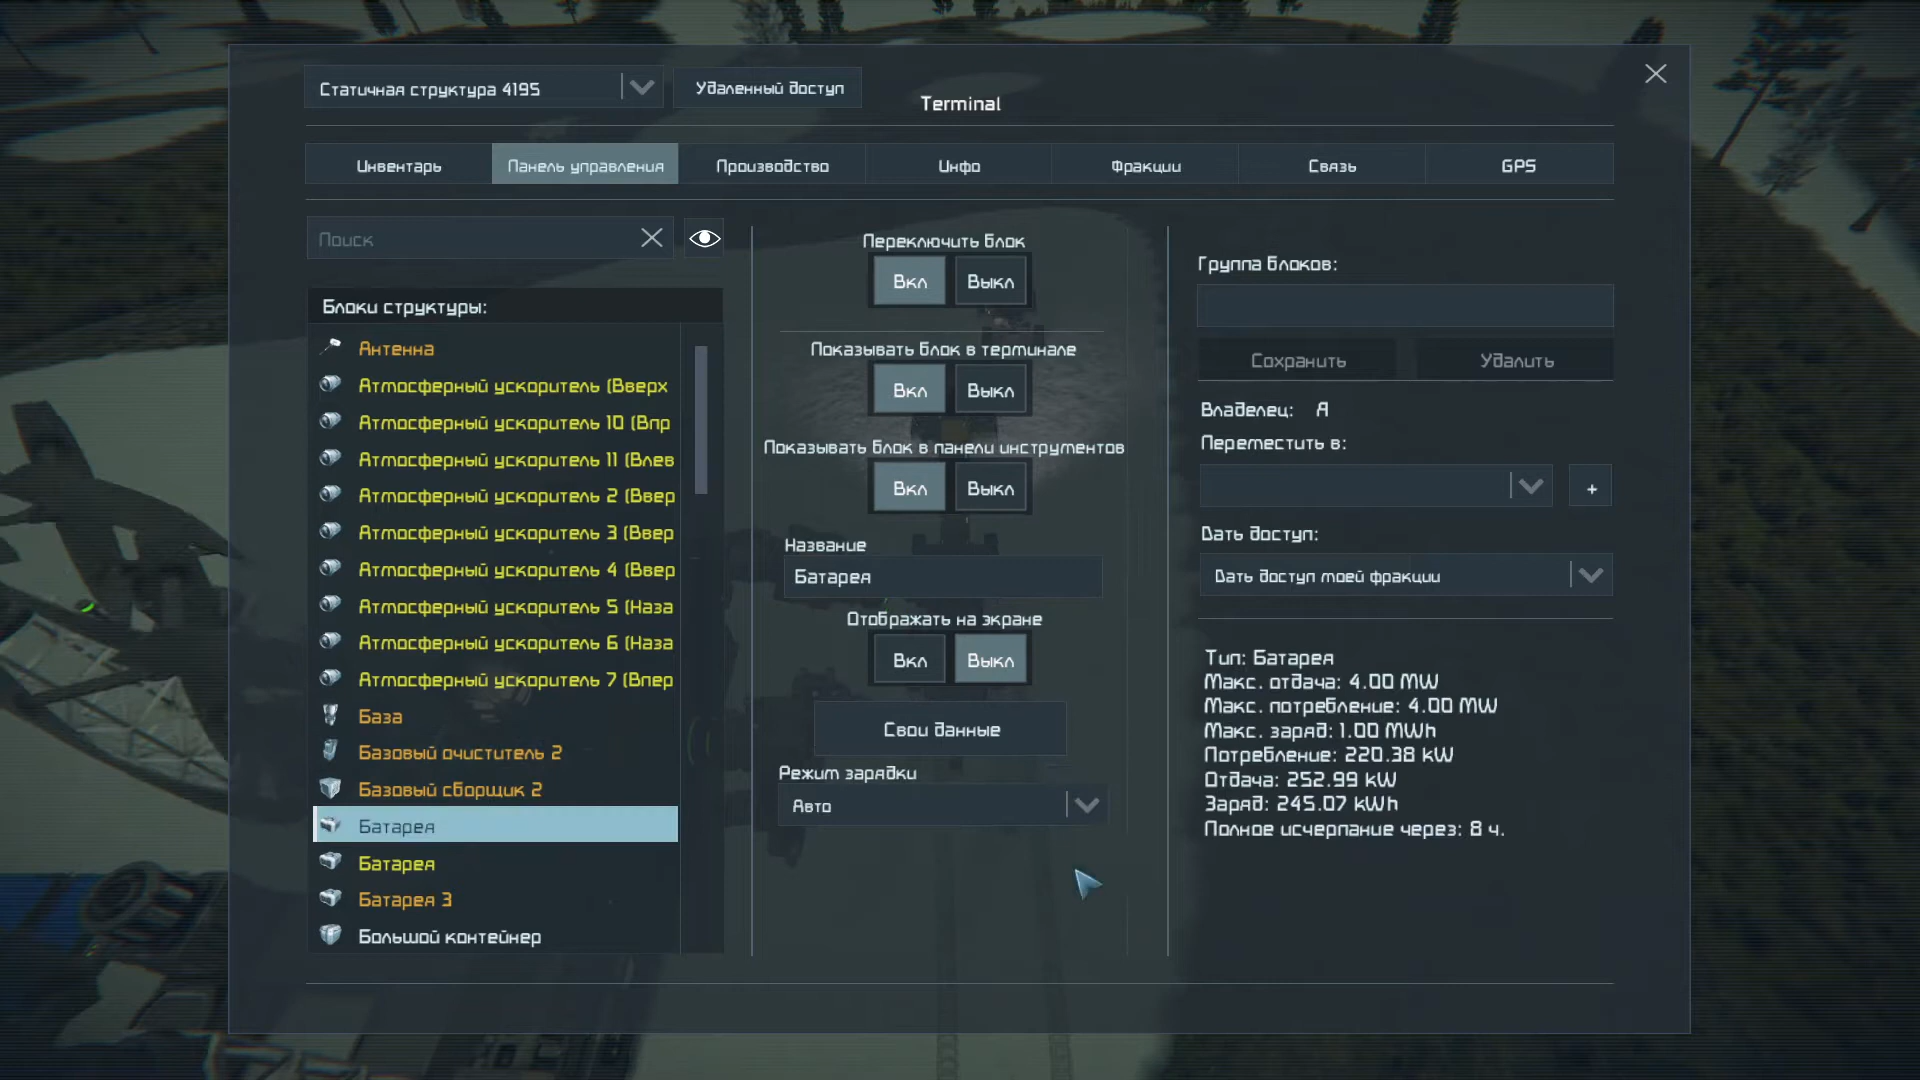 Статичная структура 4195
Удаленный доступ
Terminal
Инвентарь
Панель управления
Производство
Инфо
Фракции
Связь
GPS
Поиск
Блоки структуры:
Антенна
Атмосферный ускоритель (Вверх
Атмосферный ускоритель 10 (Впр
Атмосферный ускоритель 11 (Влев
Атмосферный ускоритель 2 (Ввер
Атмосферный ускоритель 3 (Ввер
Атмосферный ускоритель 4 (Ввер
Атмосферный ускоритель 5 (Наза
Атмосферный ускоритель 6 (Наза
Атмосферный ускоритель 7 (Впер
База
Базовый очиститель 2
Базовый сборщик 2
Батарея
Батарея
Батарея 3
Большой контейнер
Переключить блок
Вкл Выкл
Показывать блок в терминале
Вкл Выкл
Показывать блок в панели инструментов
Вкл Выкл
Название
Батарея
Отображать на экране
Вкл Выкл
Свои данные
Режим зарядки
Авто
Группа блоков:
Сохранить Удалить
Владелец: A
Переместить в:
+
Дать доступ:
Дать доступ моей фракции
Тип: Батарея
Макс. отдача: 4.00 MW
Макс. потребление: 4.00 MW
Макс. заряд: 1.00 MWh
Потребление: 220.38 kW
Отдача: 252.99 kW
Заряд: 245.07 kWh
Полное исчерпание через: 8 ч.